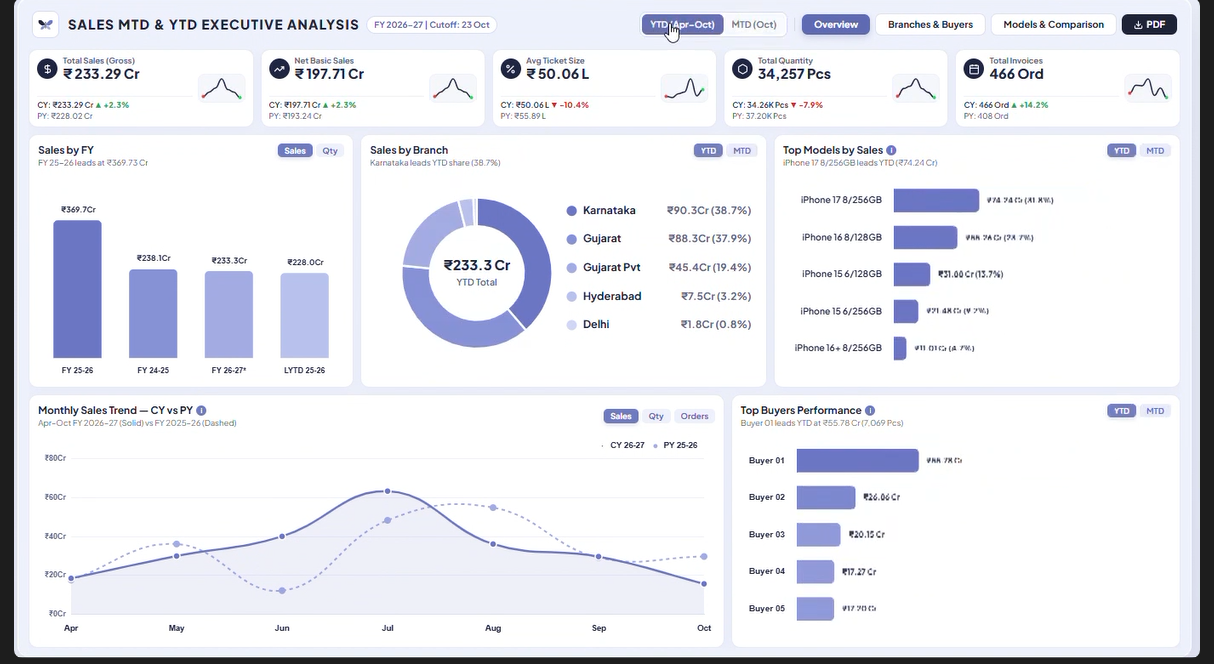 SALES MTD & YTD EXECUTIVE ANALYSIS
FY 2026–27 | Cutoff: 23 Oct
YTD (Apr–Oct)
MTD (Oct)
Overview
Branches & Buyers
Models & Comparison
PDF
Total Sales (Gross)
₹ 233.29 Cr
CY: ₹233.29 Cr ▲ +2.3%
PY: ₹228.02 Cr
Net Basic Sales
₹ 197.71 Cr
CY: ₹197.71 Cr ▲ +2.3%
PY: ₹193.24 Cr
Avg Ticket Size
₹ 50.06 L
CY: ₹50.06 L ▼ −10.4%
PY: ₹55.89 L
Total Quantity
34,257 Pcs
CY: 34.26K Pcs ▼ −7.9%
PY: 37.20K Pcs
Total Invoices
466 Ord
CY: 466 Ord ▲ +14.2%
PY: 408 Ord
Sales by FY
FY 25–26 leads at ₹369.73 Cr
Sales
Qty
₹369.7Cr
₹238.1Cr
₹233.3Cr
₹228.0Cr
FY 25-26
FY 24-25
FY 26-27*
LYTD 25-26
Sales by Branch
Karnataka leads YTD share (38.7%)
YTD
MTD
₹233.3 Cr
YTD Total
Karnataka ₹90.3Cr (38.7%)
Gujarat ₹88.3Cr (37.9%)
Gujarat Pvt ₹45.4Cr (19.4%)
Hyderabad ₹7.5Cr (3.2%)
Delhi ₹1.8Cr (0.8%)
Top Models by Sales
iPhone 17 8/256GB leads YTD (₹74.24 Cr)
YTD
MTD
iPhone 17 8/256GB
iPhone 16 8/128GB
iPhone 15 6/128GB
iPhone 15 6/256GB
iPhone 16+ 8/256GB
Monthly Sales Trend — CY vs PY
Apr–Oct FY 2026–27 (Solid) vs FY 2025–26 (Dashed)
Sales
Qty
Orders
CY 26-27
PY 25-26
₹80Cr
₹60Cr
₹40Cr
₹20Cr
₹0Cr
Apr
May
Jun
Jul
Aug
Sep
Oct
Top Buyers Performance
Buyer 01 leads YTD at ₹55.78 Cr (7,069 Pcs)
YTD
MTD
Buyer 01
Buyer 02
Buyer 03 ₹20.15 Cr
Buyer 04 ₹17.27 Cr
Buyer 05